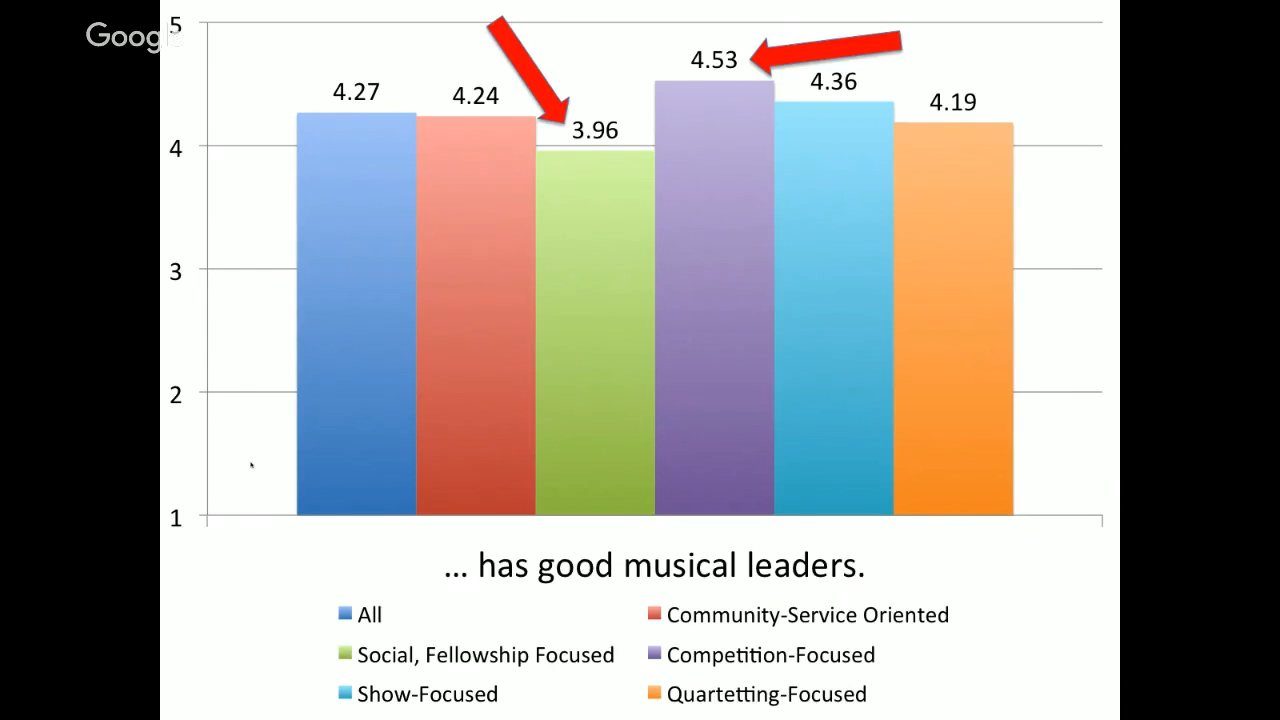 Google
5
4.53
4.36
4.27
4.24
4.19
3.96
4
3
2
1
... has good musical leaders.
All
Community-Service Oriented
Social, Fellowship Focused
Competition-Focused
Show-Focused
Quartetting-Focused